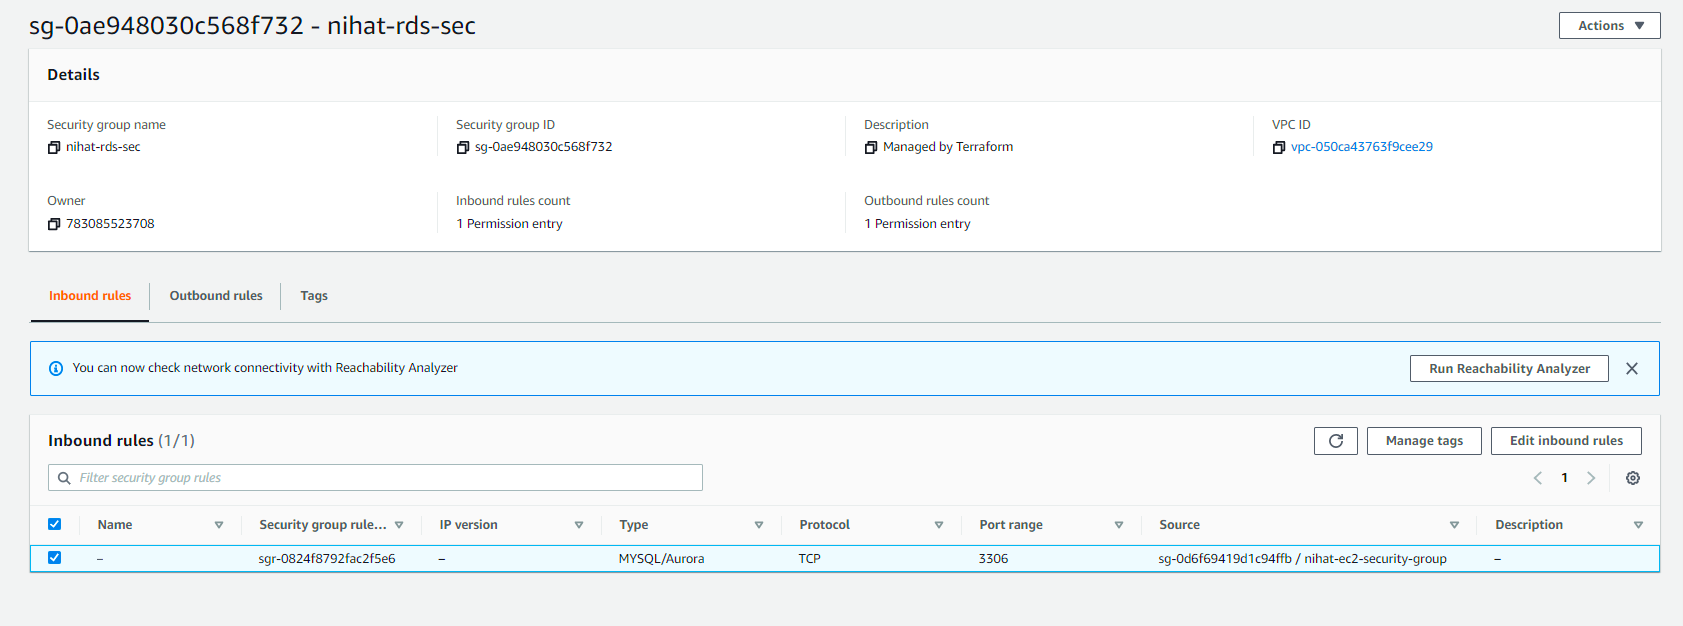 sg-0ae948030c568f732 - nihat-rds-sec
Actions
Details
Security group name
nihat-rds-sec
Security group ID
sg-0ae948030c568f732
Description
Managed by Terraform
VPC ID
vpc-050ca43763f9cee29
Owner
783085523708
Inbound rules count
1 Permission entry
Outbound rules count
1 Permission entry
Inbound rules
Outbound rules
Tags
You can now check network connectivity with Reachability Analyzer
Run Reachability Analyzer
Inbound rules (1/1)
Manage tags
Edit inbound rules
Filter security group rules
1
Name Security group rule... IP version Type Protocol Port range Source Description
– sgr-0824f8792fac2f5e6 – MYSQL/Aurora TCP 3306 sg-0d6f69419d1c94ffb / nihat-ec2-security-group –